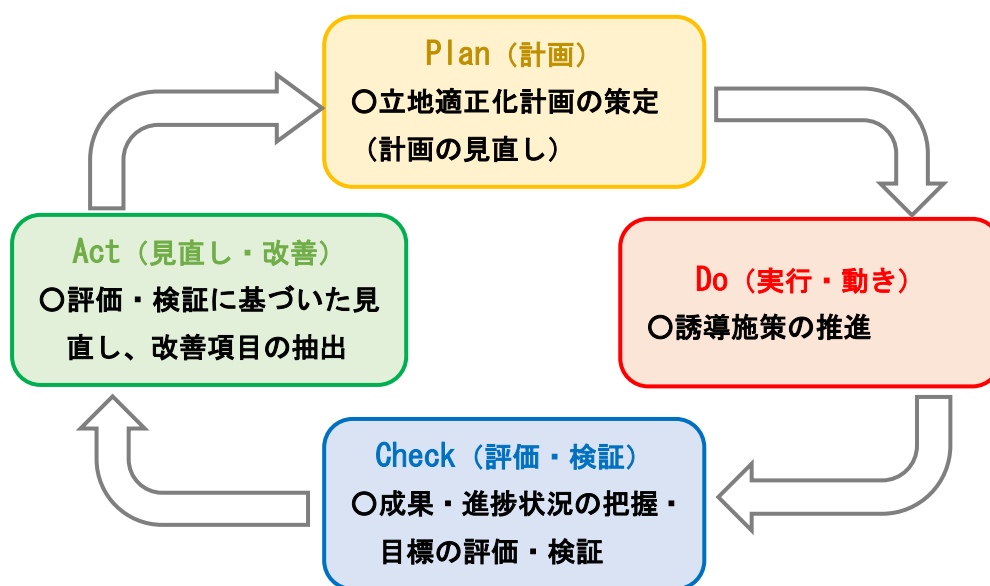 Plan（計画）
〇立地適正化計画の策定
（計画の見直し）
Do（実行・動き）
〇誘導施策の推進
Check（評価・検証）
〇成果・進捗状況の把握・
目標の評価・検証
Act（見直し・改善）
〇評価・検証に基づいた見
直し、改善項目の抽出